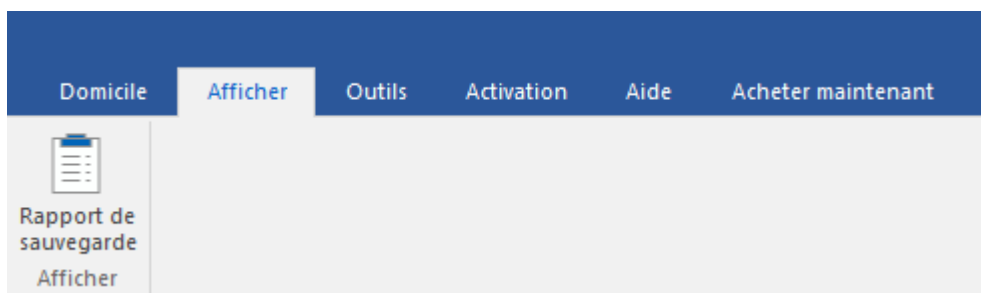 Domicile Afficher Outils Activation Aide Acheter maintenant
Rapport de
sauvegarde
Afficher